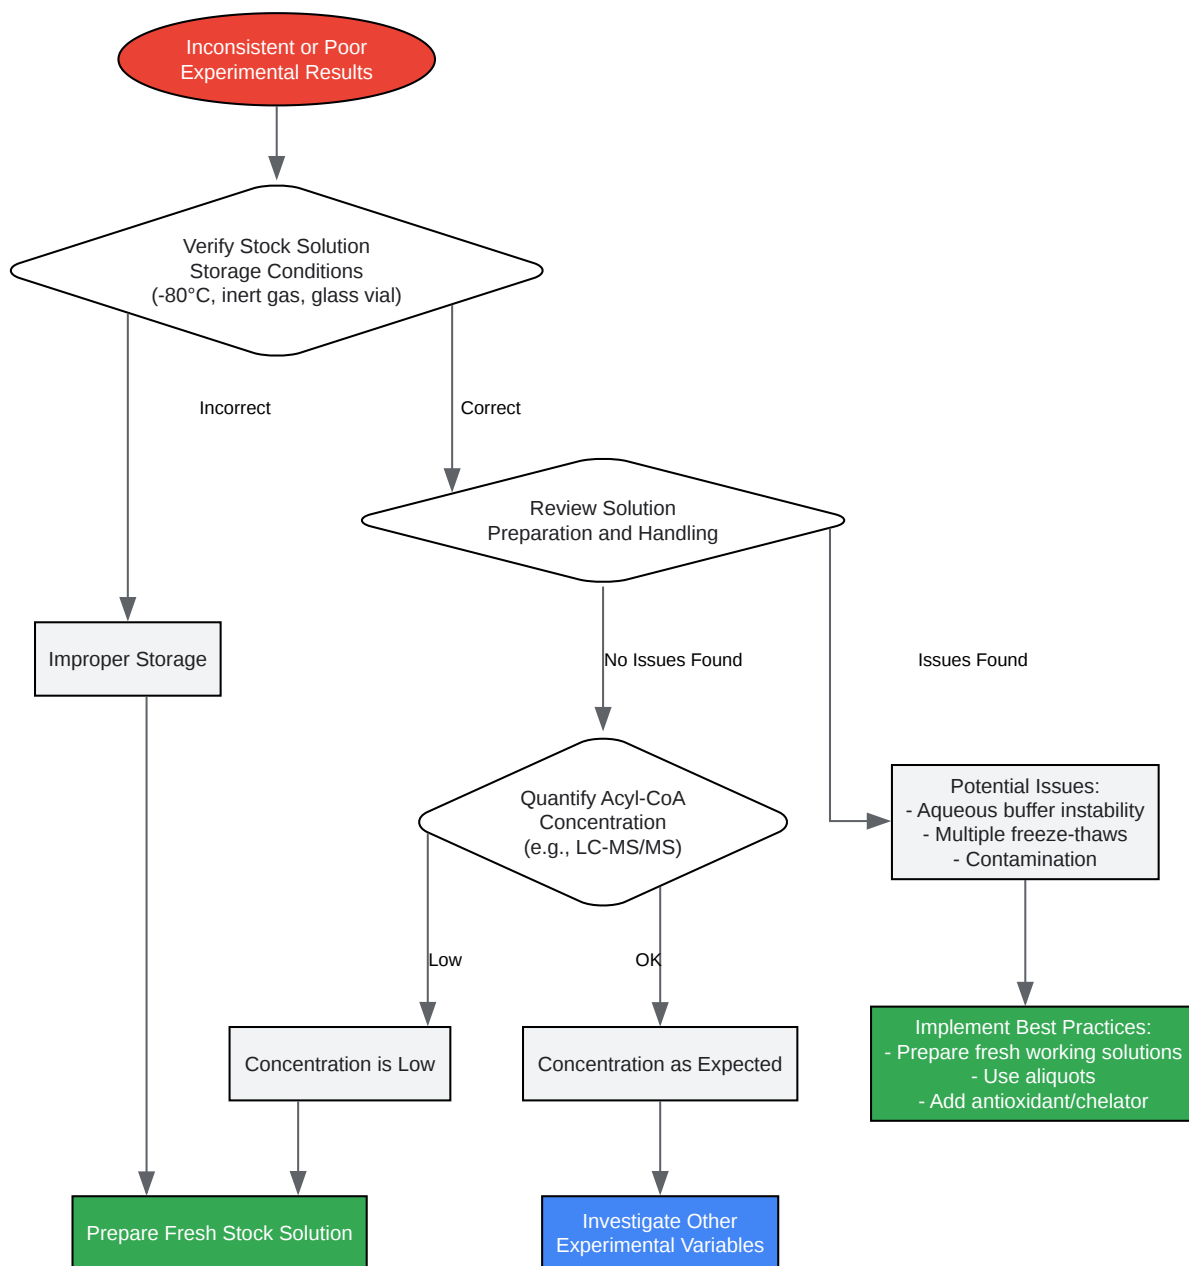 Inconsistent or Poor
Experimental Results
Verify Stock Solution
Storage Conditions
(-80°C, inert gas, glass vial)
Incorrect
Correct
Review Solution
Preparation and Handling
Improper Storage
No Issues Found
Issues Found
Quantify Acyl-CoA
Concentration
(e.g., LC-MS/MS)
Potential Issues:
- Aqueous buffer instability
- Multiple freeze-thaws
- Contamination
Low
OK
Concentration is Low
Concentration as Expected
Implement Best Practices:
- Prepare fresh working solutions
- Use aliquots
- Add antioxidant/chelator
Prepare Fresh Stock Solution
Investigate Other
Experimental Variables